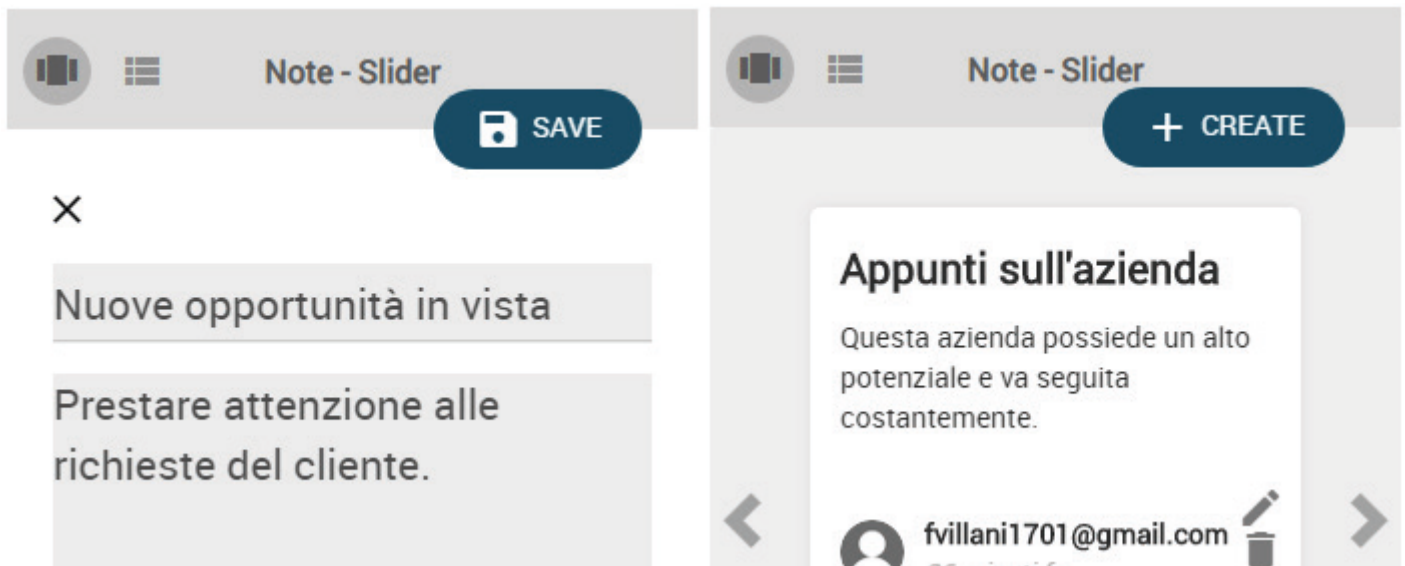 Note - Slider
SAVE
Nuove opportunità in vista
Prestare attenzione alle
richieste del cliente.
Note - Slider
CREATE
Appunti sull'azienda
Questa azienda possiede un alto
potenziale e va seguita
costantemente.
fvillani1701@gmail.com